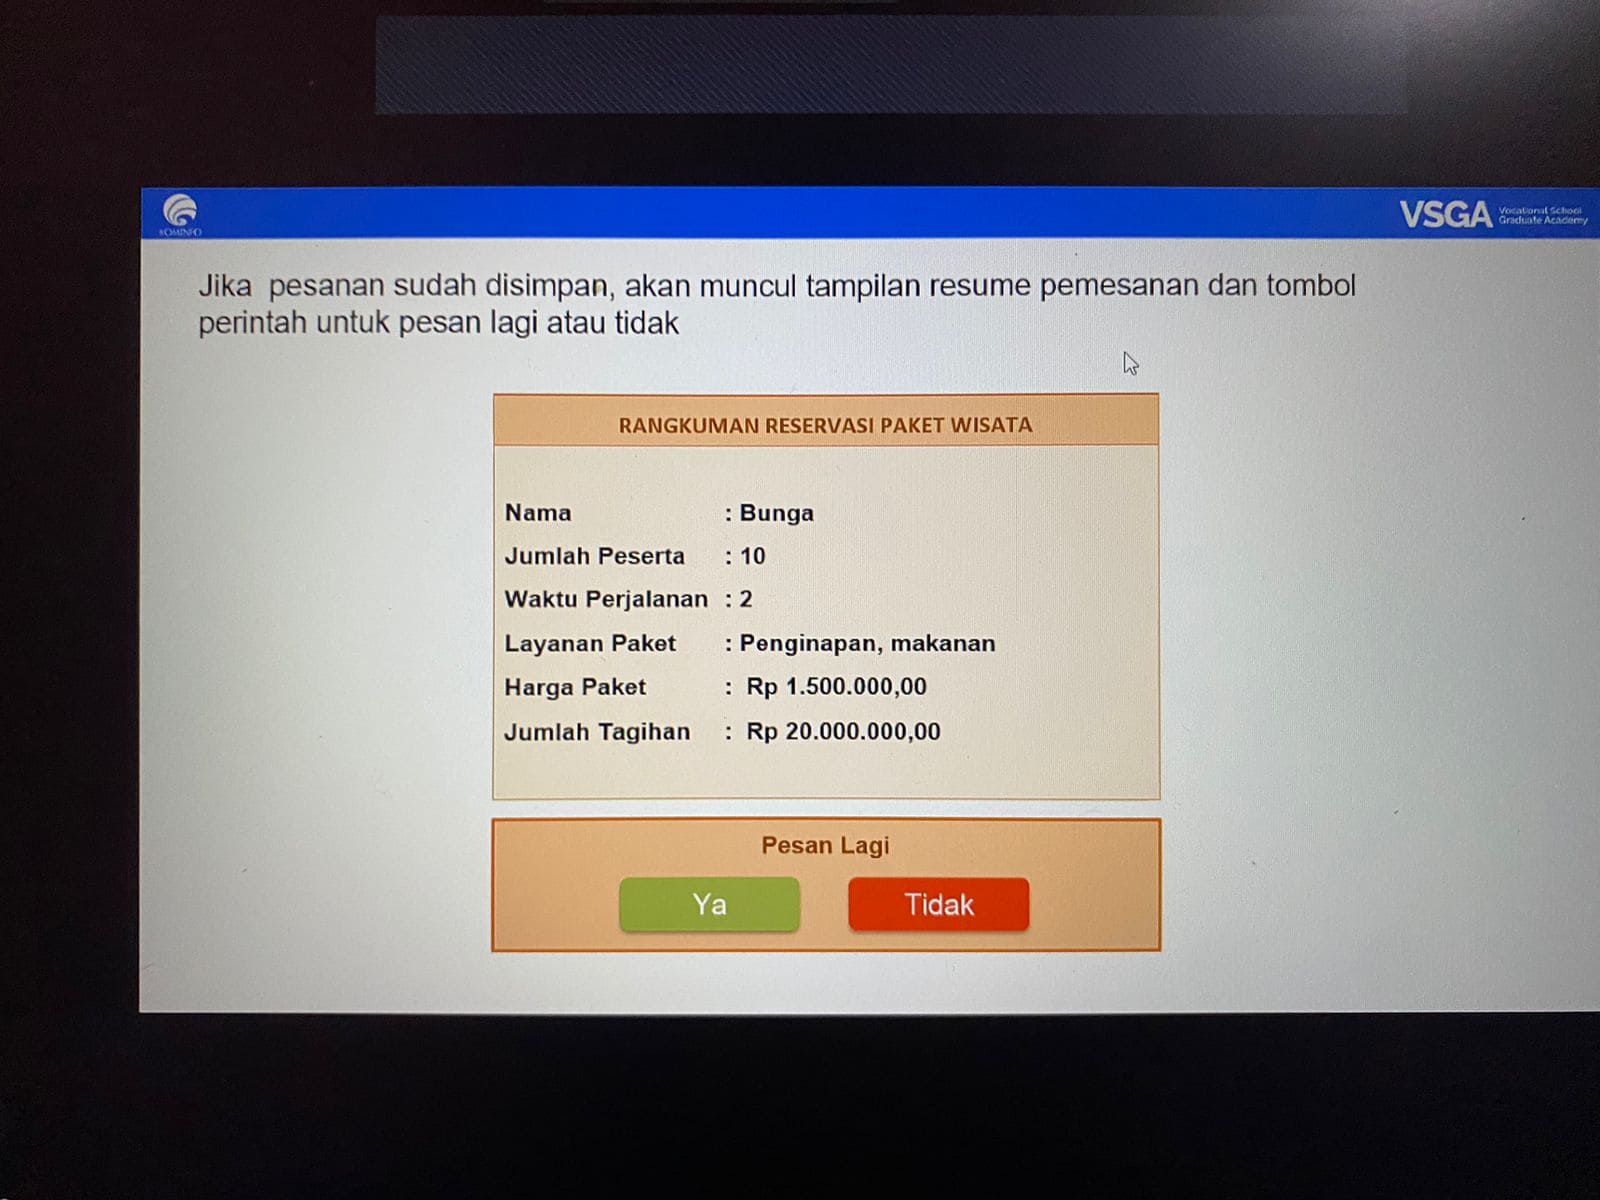 KOMINFO
VSGA Vocational School
Graduate Academy
Jika pesanan sudah disimpan, akan muncul tampilan resume pemesanan dan tombol
perintah untuk pesan lagi atau tidak
RANGKUMAN RESERVASI PAKET WISATA
Nama : Bunga
Jumlah Peserta : 10
Waktu Perjalanan : 2
Layanan Paket : Penginapan, makanan
Harga Paket : Rp 1.500.000,00
Jumlah Tagihan : Rp 20.000.000,00
Pesan Lagi
Ya Tidak